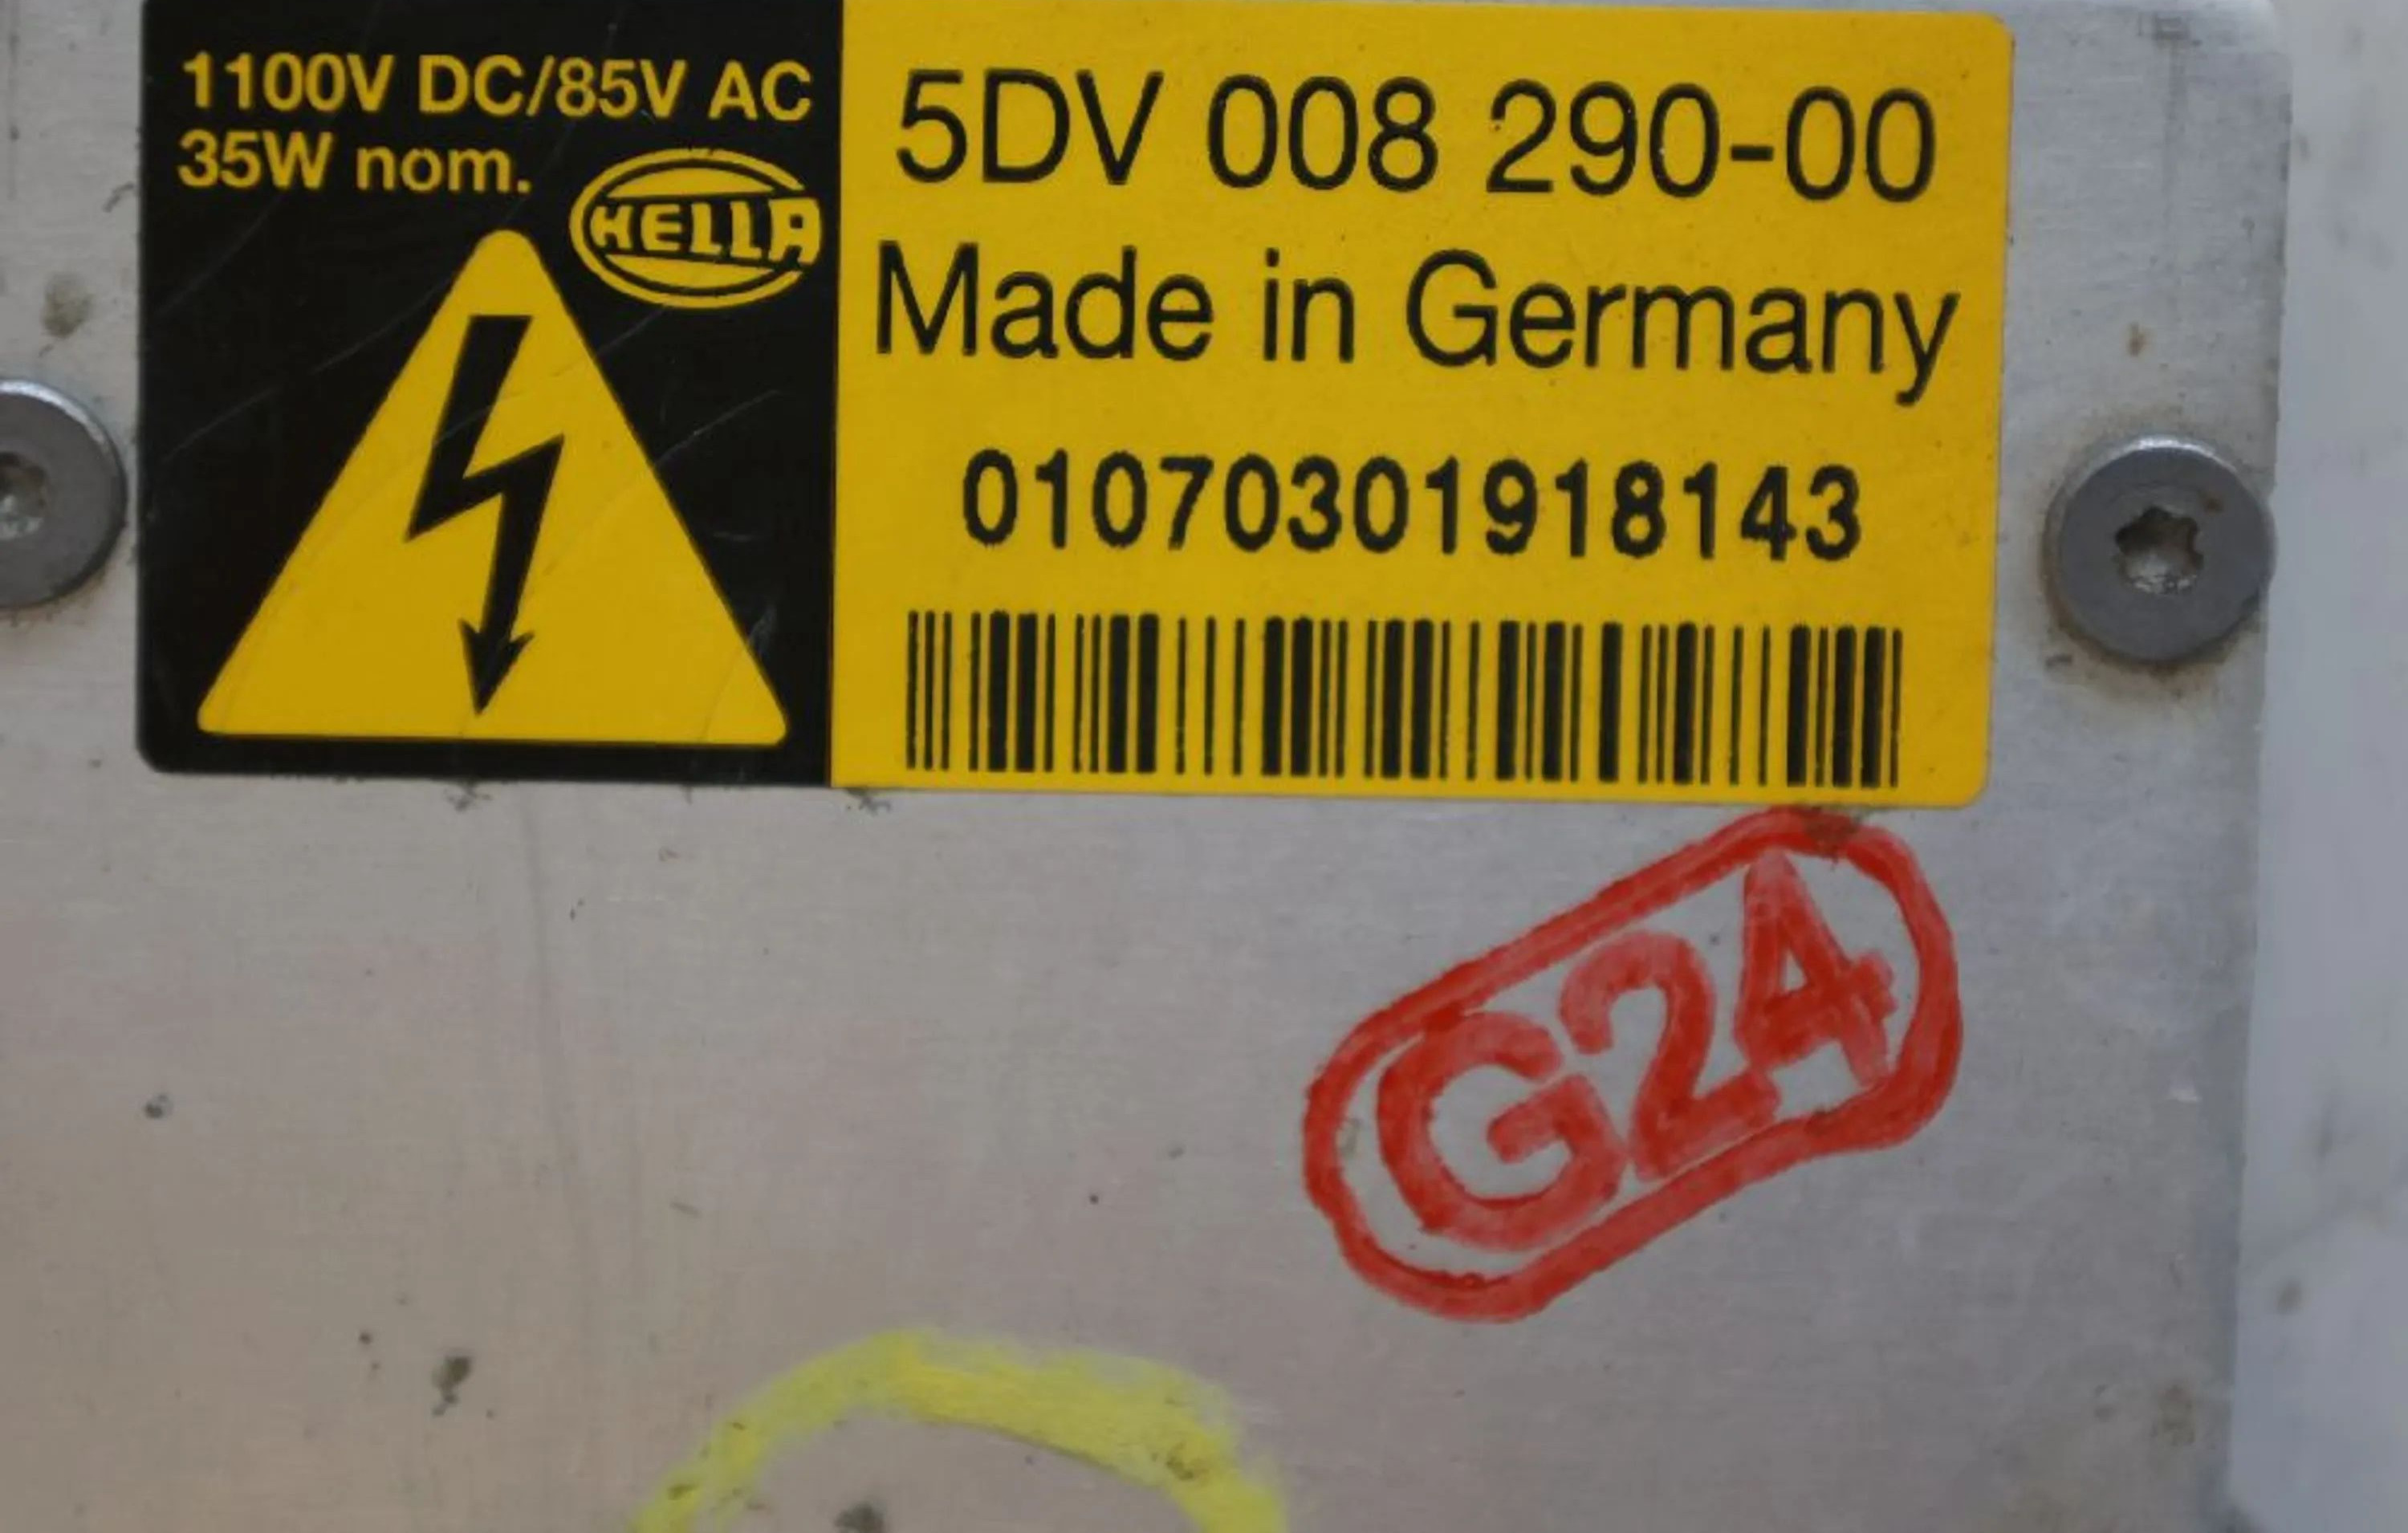 1100V DC/85V AC
35W nom.
HELLA
5DV 008 290-00
Made in Germany
01070301918143
G24